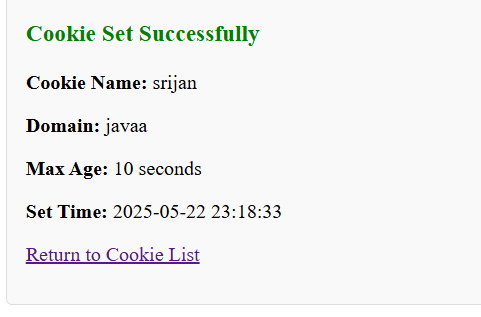 Cookie Set Successfully
Cookie Name: srijan
Domain: javaa
Max Age: 10 seconds
Set Time: 2025-05-22 23:18:33
Return to Cookie List